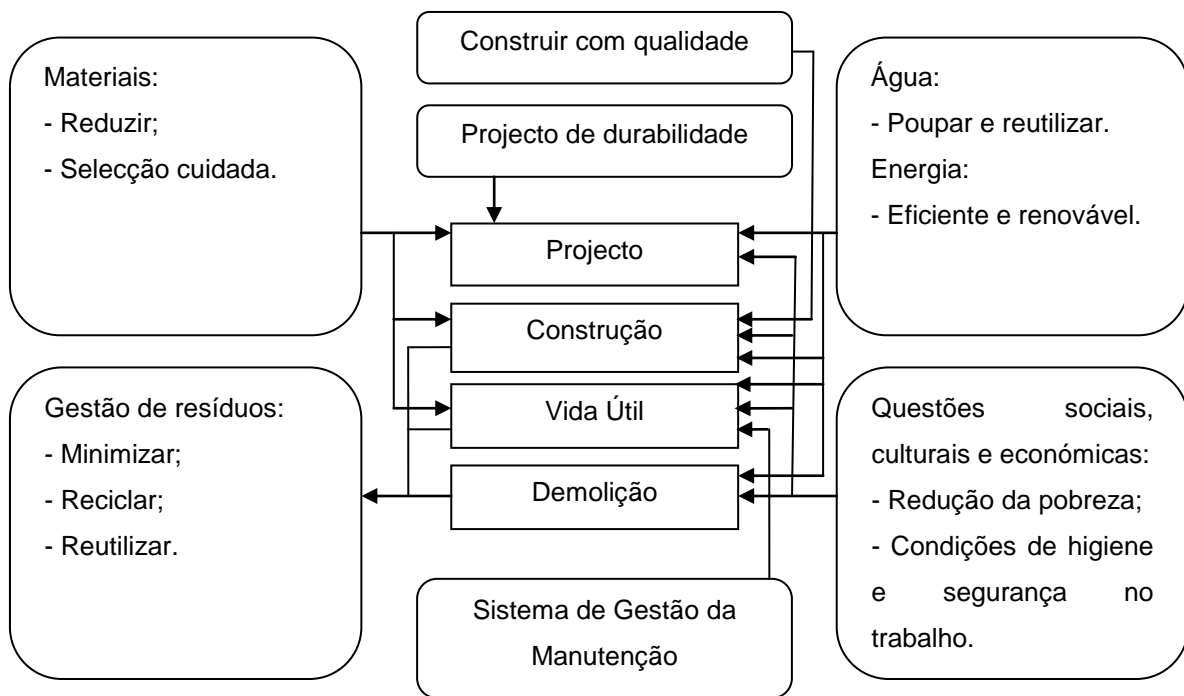 Construir com qualidade
Materiais:
- Reduzir;
- Selecção cuidada.
Projecto de durabilidade
Água:
- Poupar e reutilizar.
Energia:
- Eficiente e renovável.
Projecto
Construção
Vida Útil
Demolição
Gestão de resíduos:
- Minimizar;
- Reciclar;
- Reutilizar.
Questões sociais,
culturais e económicas:
- Redução da pobreza;
- Condições de higiene
e segurança no
trabalho.
Sistema de Gestão da
Manutenção